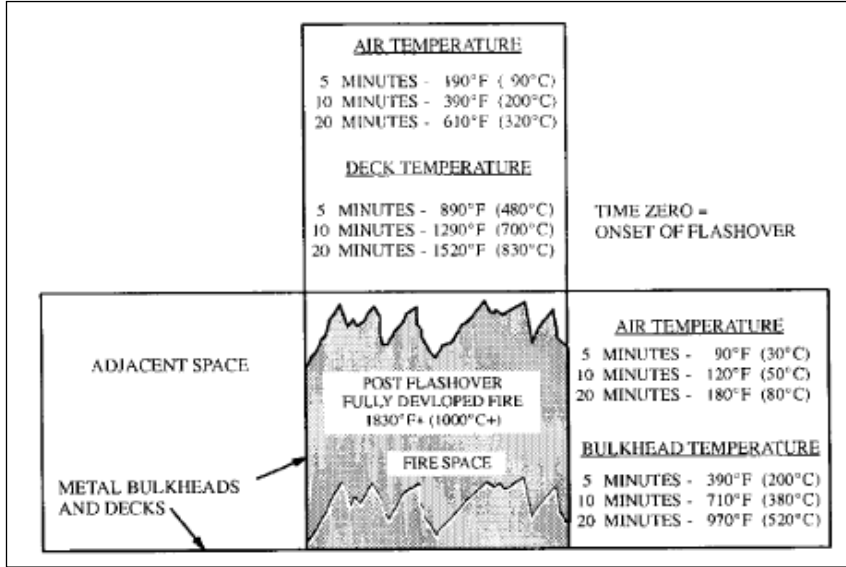 AIR TEMPERATURE
5 MINUTES - 190°F ( 90°C)
10 MINUTES - 390°F (200°C)
20 MINUTES - 610°F (320°C)
DECK TEMPERATURE
5 MINUTES - 890°F (480°C)
10 MINUTES - 1290°F (700°C)
20 MINUTES - 1520°F (830°C)
TIME ZERO =
ONSET OF FLASHOVER
ADJACENT SPACE
POST FLASHOVER
FULLY DEVLOPED FIRE
1830°F+ (1000°C+)
FIRE SPACE
METAL BULKHEADS
AND DECKS
AIR TEMPERATURE
5 MINUTES - 90°F (30°C)
10 MINUTES - 120°F (50°C)
20 MINUTES - 180°F (80°C)
BULKHEAD TEMPERATURE
5 MINUTES - 390°F (200°C)
10 MINUTES - 710°F (380°C)
20 MINUTES - 970°F (520°C)